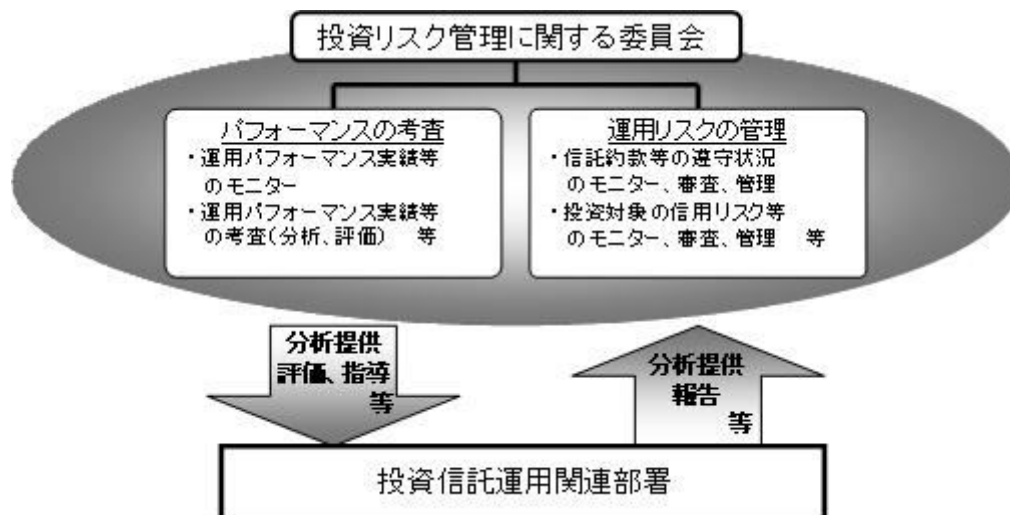 投資リスク管理に関する委員会
パフォーマンスの考査
・運用パフォーマンス実績等
のモニター
・運用パフォーマンス実績等
の考査(分析、評価) 等
運用リスクの管理
・信託約款等の遵守状況
のモニター、審査、管理
・投資対象の信用リスク等
のモニター、審査、管理 等
分析提供
評価、指導
等
分析提供
報告
等
投資信託運用関連部署